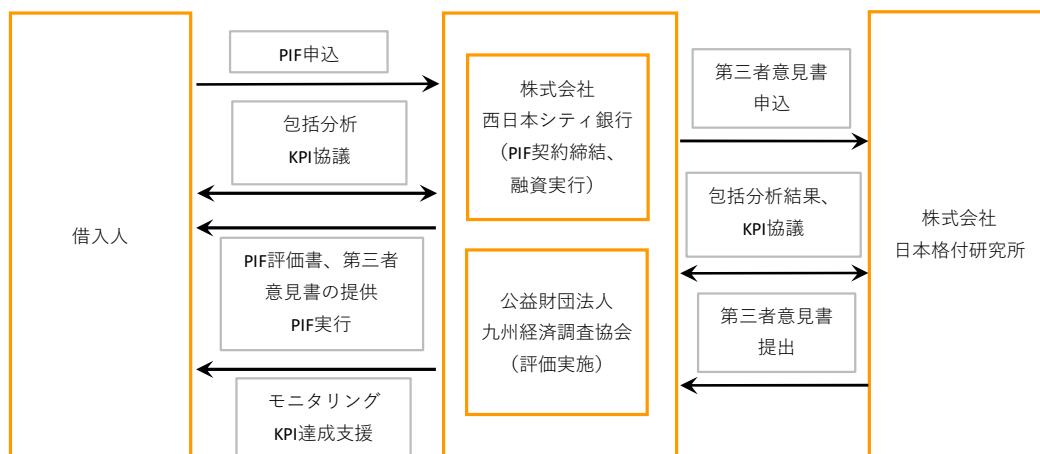 借入人
PIF申込
包括分析
KPI協議
PIF評価書、第三者
意見書の提供
PIF実行
モニタリング
KPI達成支援
株式会社
西日本シティ銀行
（PIF契約締結、
融資実行）
公益財団法人
九州経済調査協会
（評価実施）
第三者意見書
申込
包括分析結果、
KPI協議
第三者意見書
提出
株式会社
日本格付研究所